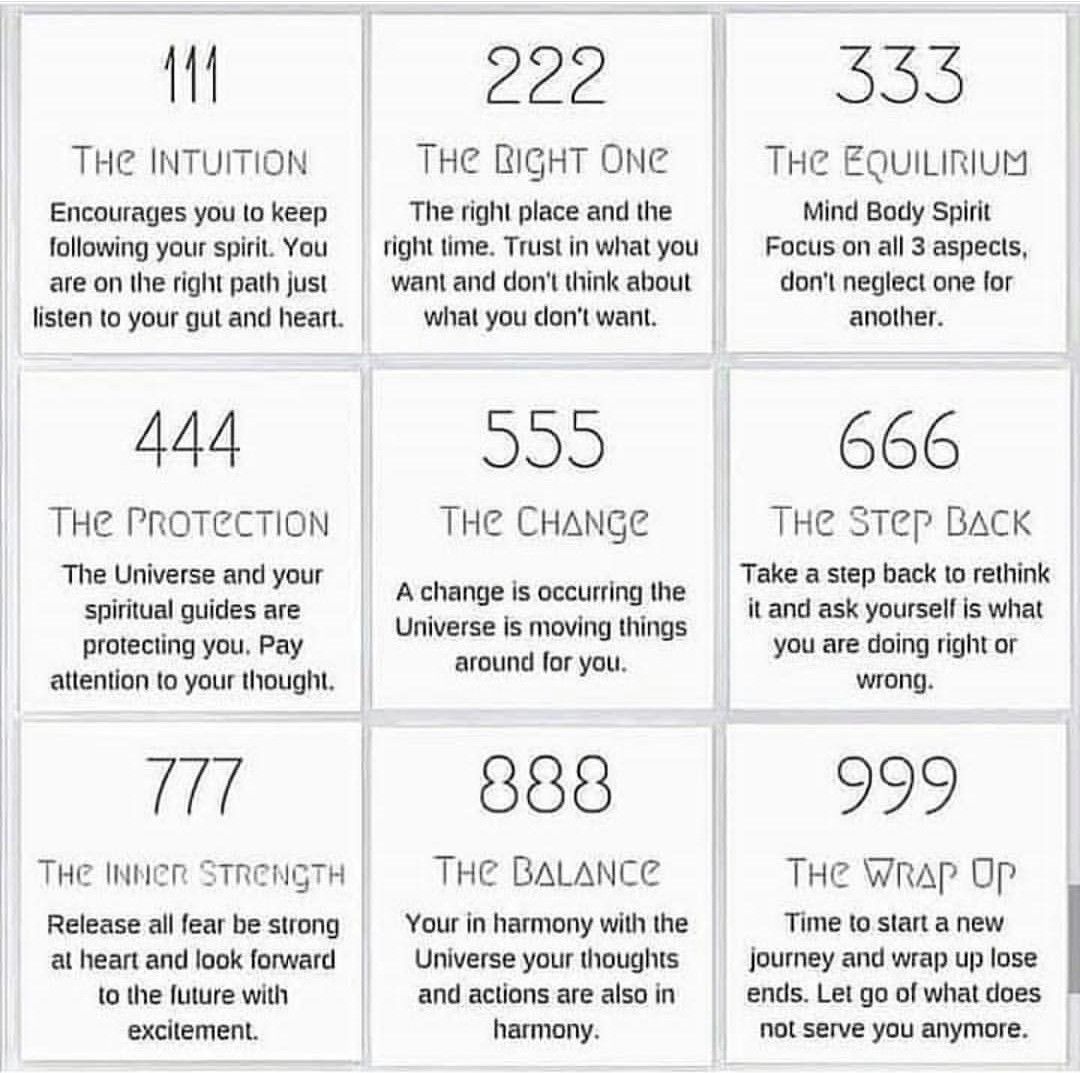 111
The Intuition
Encourages you to keep
following your spirit. You
are on the right path just
listen to your gut and heart.
222
The Right One
The right place and the
right time. Trust in what you
want and don't think about
what you don't want.
333
The Equilirium
Mind Body Spirit
Focus on all 3 aspects,
don't neglect one for
another.
444
The Protection
The Universe and your
spiritual guides are
protecting you. Pay
attention to your thought.
555
The Change
A change is occurring the
Universe is moving things
around for you.
666
The Step Back
Take a step back to rethink
it and ask yourself is what
you are doing right or
wrong.
777
The Inner Strength
Release all fear be strong
at heart and look forward
to the future with
excitement.
888
The Balance
Your in harmony with the
Universe your thoughts
and actions are also in
harmony.
999
The Wrap Up
Time to start a new
journey and wrap up lose
ends. Let go of what does
not serve you anymore.